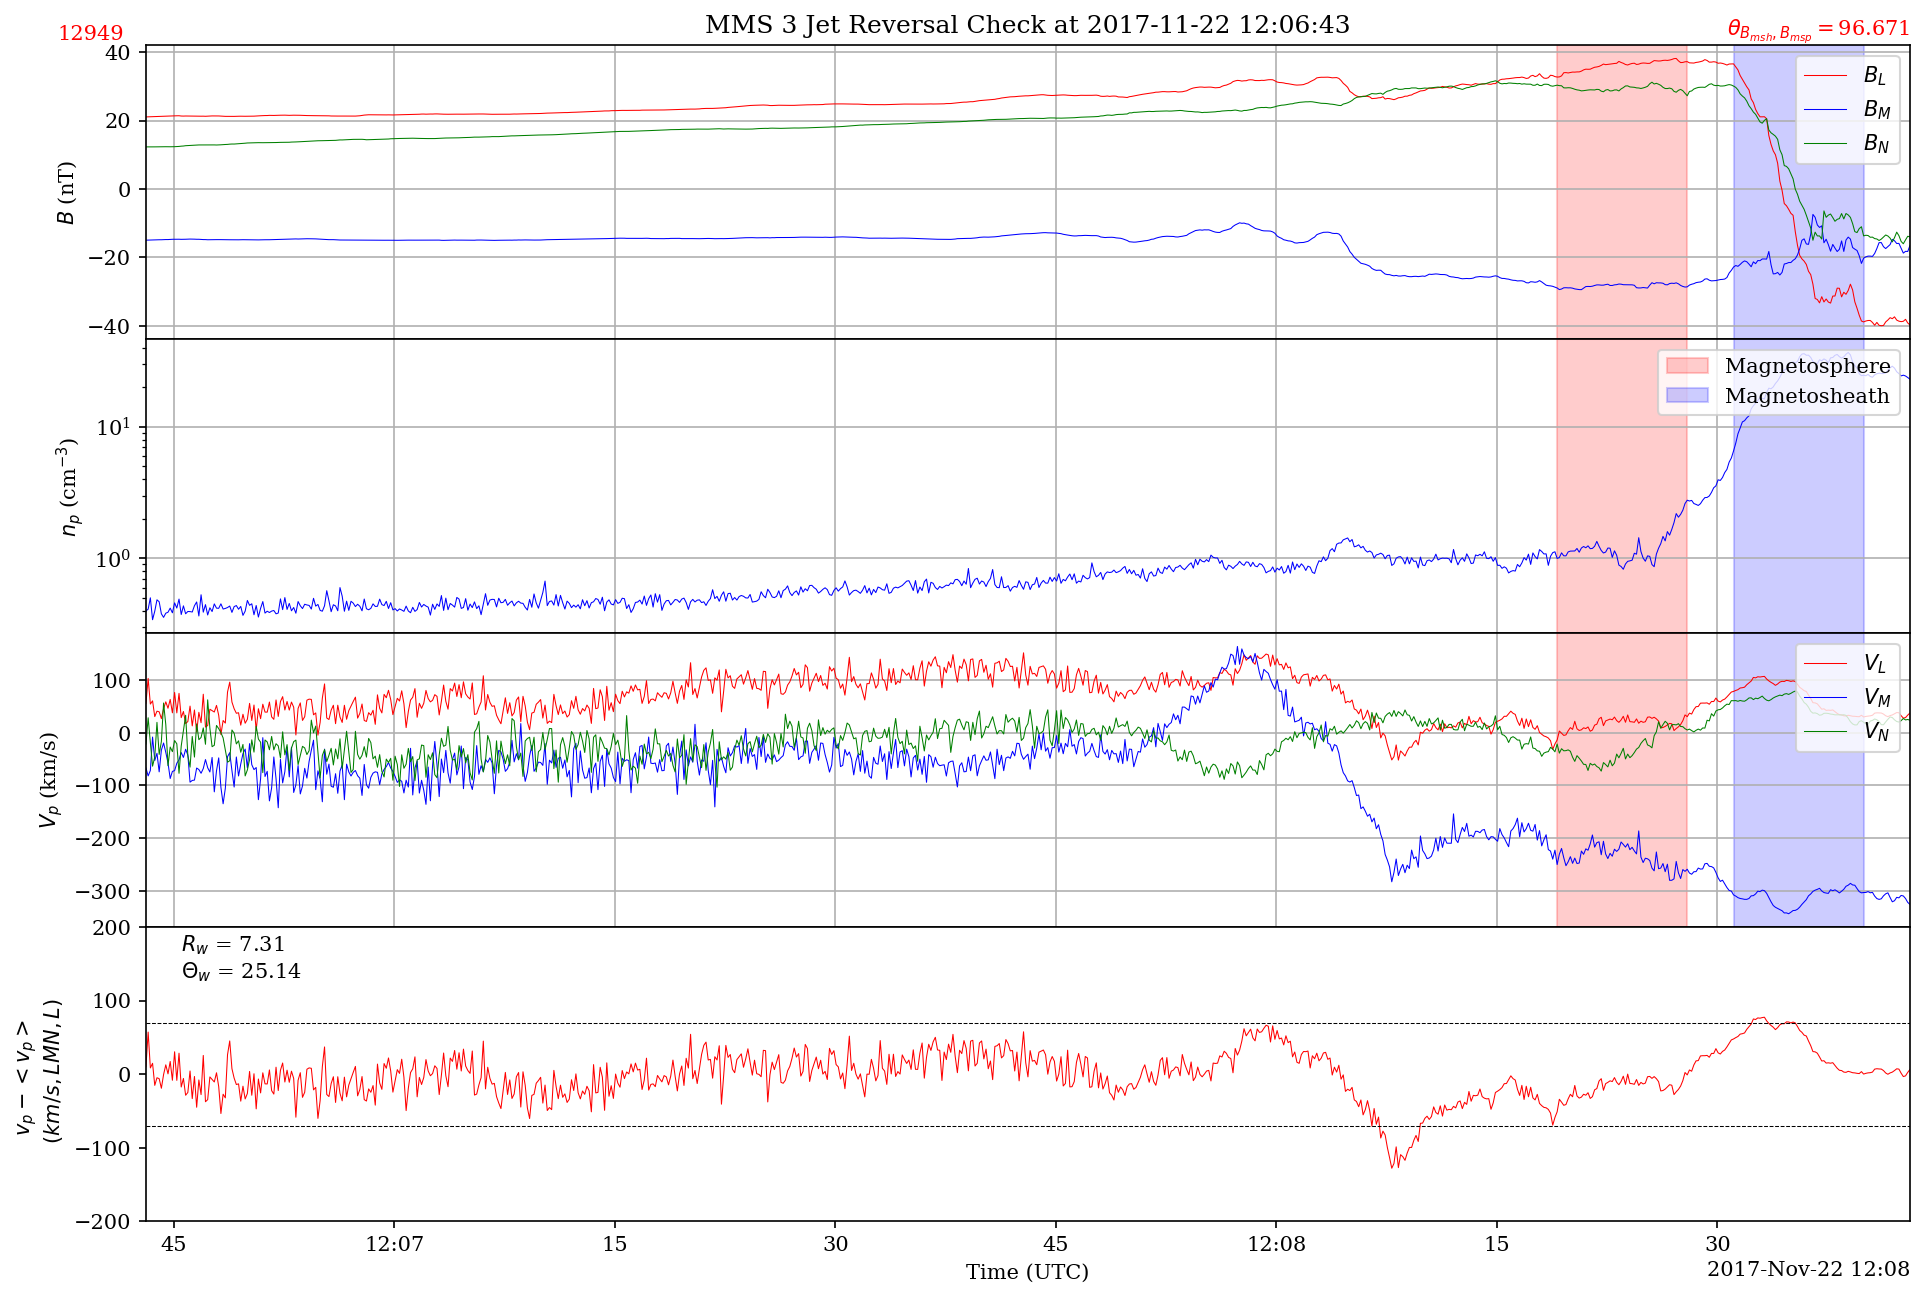 MMS 3 Jet Reversal Check at 2017-11-22 12:06:43
12949
θ_{B_{msh}, B_{msp}} = 96.671
40
20
0
−20
−40
B (nT)
B_L
B_M
B_N
10^1
10^0
n_p (cm^{−3})
Magnetosphere
Magnetosheath
100
0
−100
−200
−300
V_p (km/s)
V_L
V_M
V_N
200
100
0
−100
−200
v_p − < v_p >
(km/s, LMN, L)
R_w = 7.31
Θ_w = 25.14
45
12:07
15
30
45
12:08
15
30
Time (UTC)
2017-Nov-22 12:08